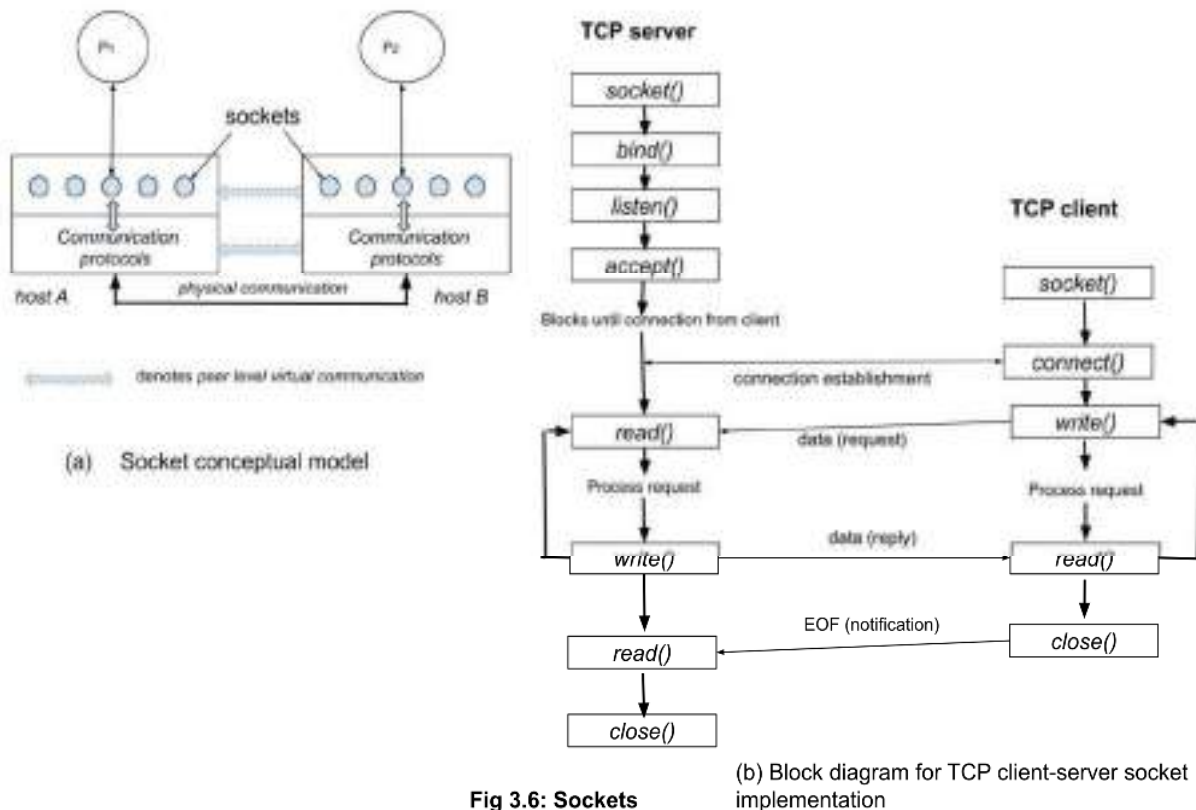 P1
P2
sockets
Communication
protocols
Communication
protocols
host A
physical communication
host B
denotes peer level virtual communication
(a) Socket conceptual model
TCP server
socket()
bind()
listen()
accept()
Blocks until connection from client
TCP client
socket()
connect()
connection establishment
read()
data (request)
write()
Process request
Process request
write()
data (reply)
read()
EOF (notification)
close()
read()
close()
(b) Block diagram for TCP client-server socket
implementation
Fig 3.6: Sockets